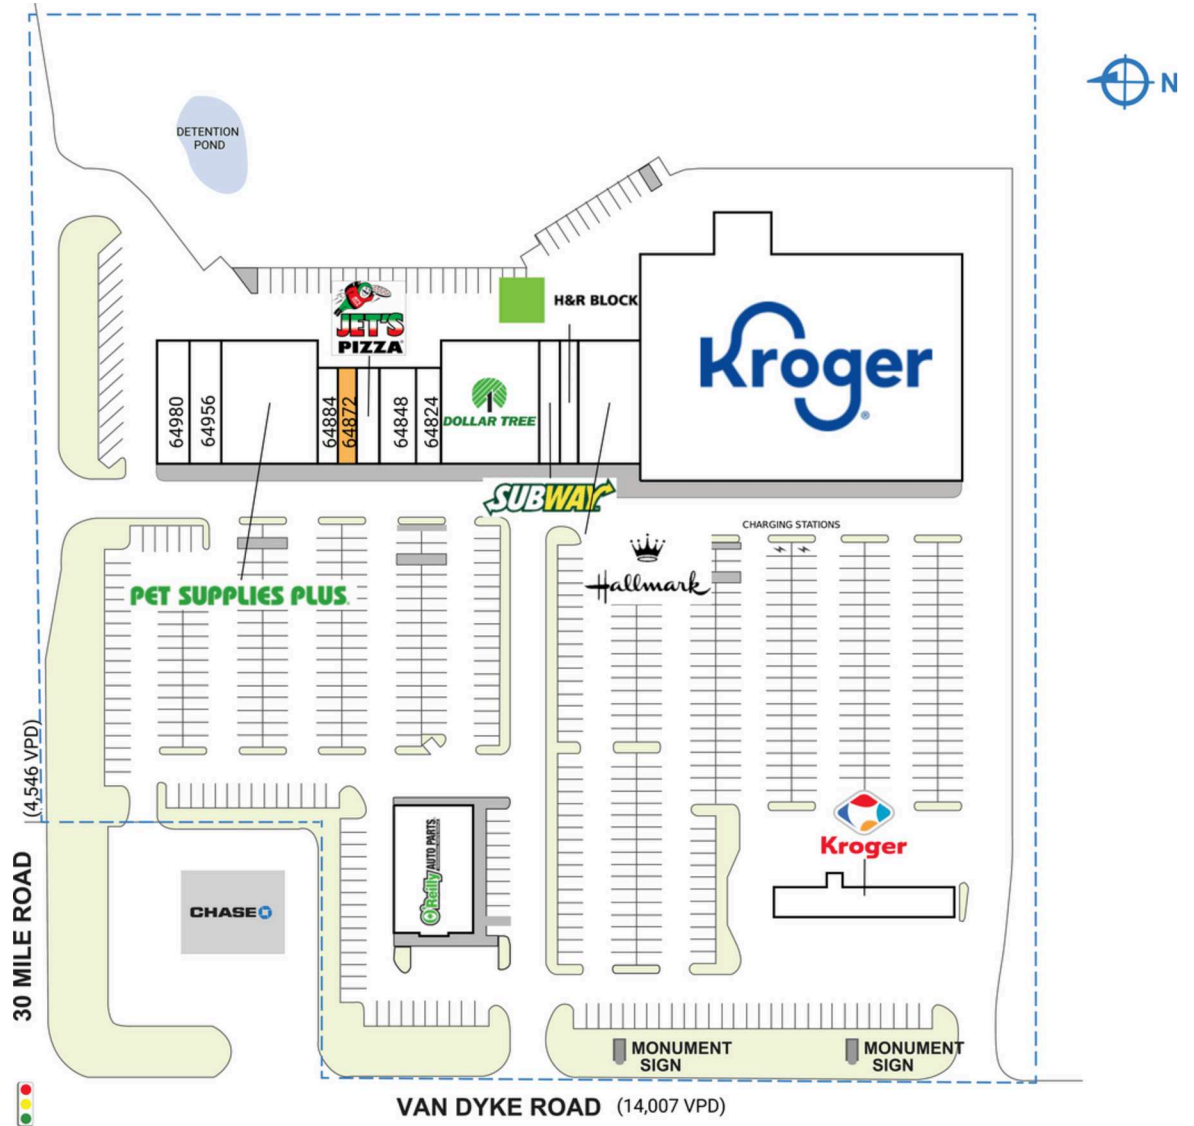 N
DETENTION
POND
H&R BLOCK
JET'S
PIZZA
Kroger
64980
64956
64884
64872
64848
64824
DOLLAR TREE
SUBWAY
CHARGING STATIONS
Hallmark
PET SUPPLIES PLUS
(4,546 VPD)
30 MILE ROAD
O'Reilly AUTO PARTS
Kroger
CHASE
MONUMENT
SIGN
MONUMENT
SIGN
VAN DYKE ROAD (14,007 VPD)